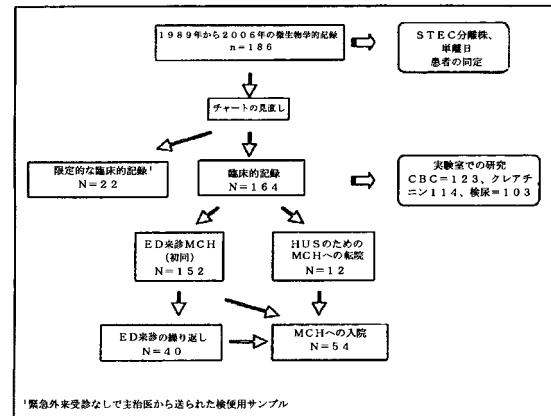 1989年から2006年の微生物学的記録
n=186
STEC分離株、
単離日
患者の同定
チャートの見直し
限定的な臨床的記録¹
N=22
臨床的記録
N=164
実験室での研究
CBC=123、クレアチ
ニン114、検尿=103
ED来診MCH
(初回)
N=152
HUSのための
MCHへの転院
N=12
ED来診の繰り返し
N=40
MCHへの入院
N=54
¹緊急外来受診なしで主治医から送られた検便用サンプル